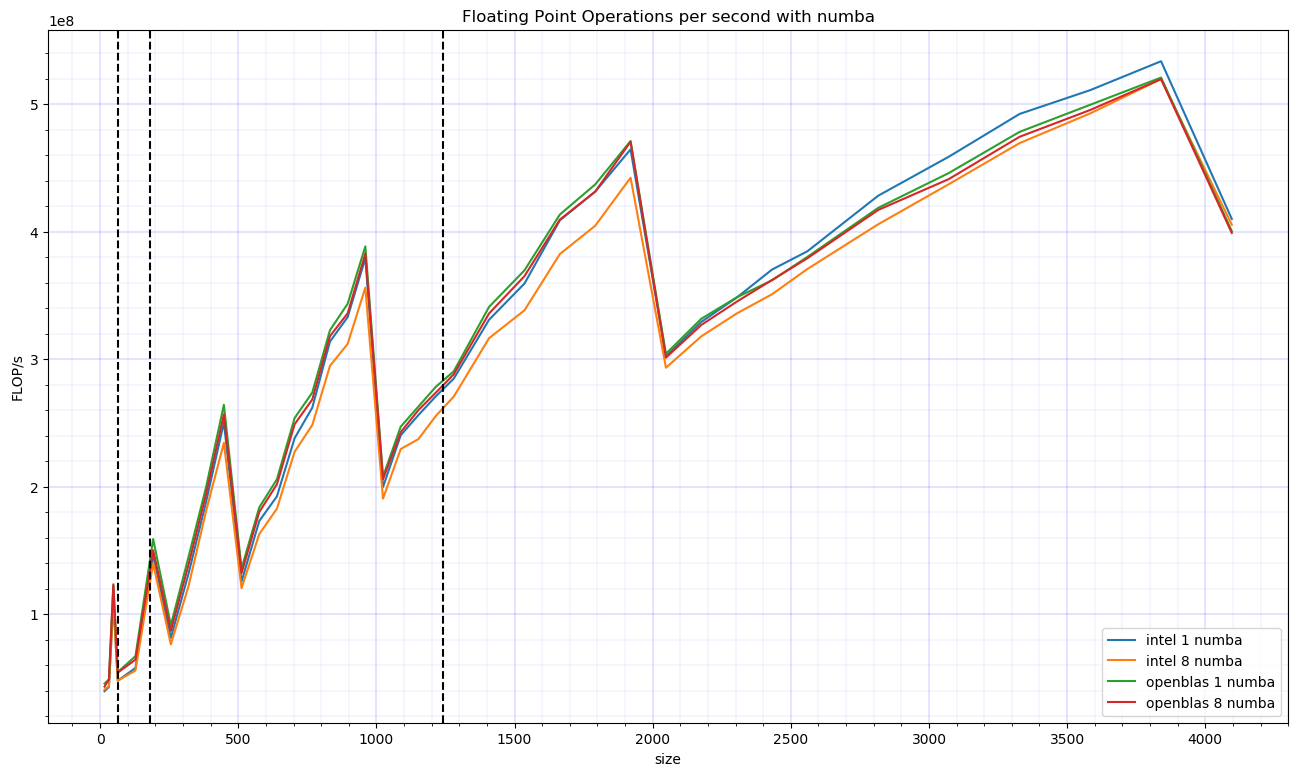 Floating Point Operations per second with numba
1e8
5
4
3
2
1
FLOP/s
0 500 1000 1500 2000 2500 3000 3500 4000
size
intel 1 numba
intel 8 numba
openblas 1 numba
openblas 8 numba